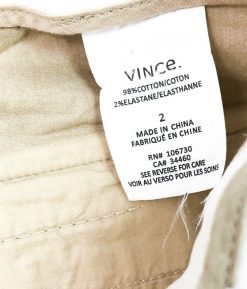 VINCE.
98%COTTON/COTON
2%ELASTANE/ELASTHANNE
2
MADE IN CHINA
FABRIQUÉ EN CHINE
RN# 106730
CA# 34460
SEE REVERSE FOR CARE
VOIR AU VERSO POUR LES SOINS